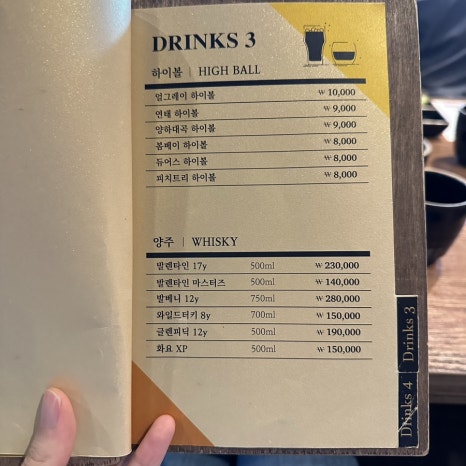 DRINKS 3
하이볼 | HIGH BALL
얼그레이 하이볼 ₩ 10,000
연태 하이볼 ₩ 9,000
양하대곡 하이볼 ₩ 9,000
봄베이 하이볼 ₩ 8,000
듀어스 하이볼 ₩ 8,000
피치트리 하이볼 ₩ 8,000
양주 | WHISKY
발렌타인 17y 500ml ₩ 230,000
발렌타인 마스터즈 500ml ₩ 140,000
발베니 12y 750ml ₩ 280,000
와일드터키 8y 700ml ₩ 150,000
글렌피딕 12y 500ml ₩ 190,000
화요 XP 500ml ₩ 150,000
Drinks 3
Drinks 4